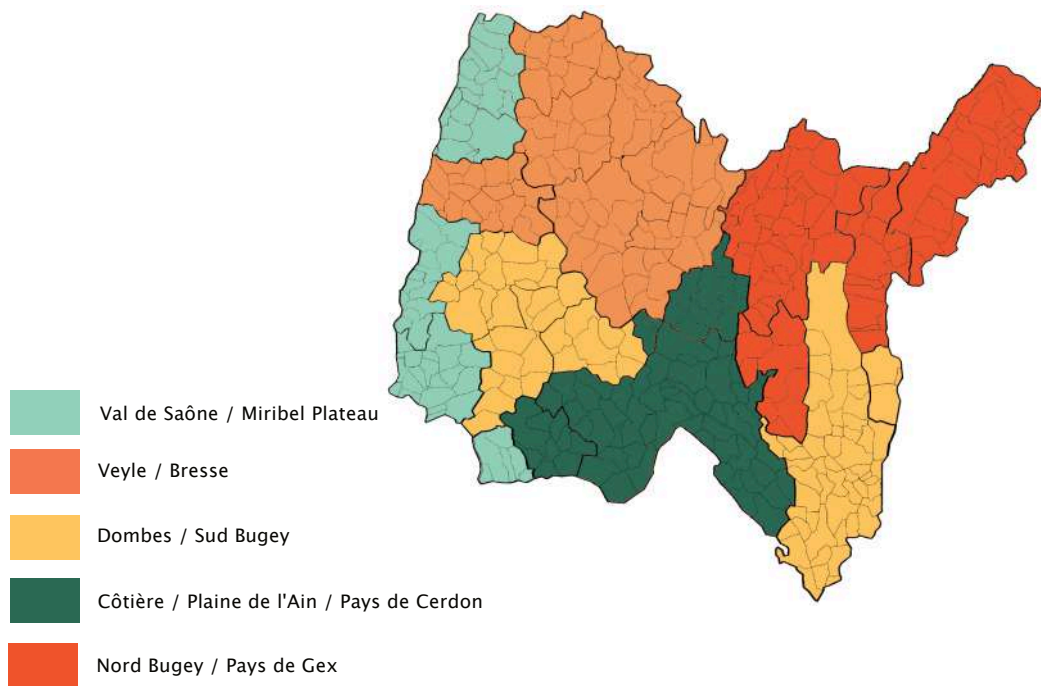 Val de Saône / Miribel Plateau
Veyle / Bresse
Dombes / Sud Bugey
Côtière / Plaine de l'Ain / Pays de Cerdon
Nord Bugey / Pays de Gex